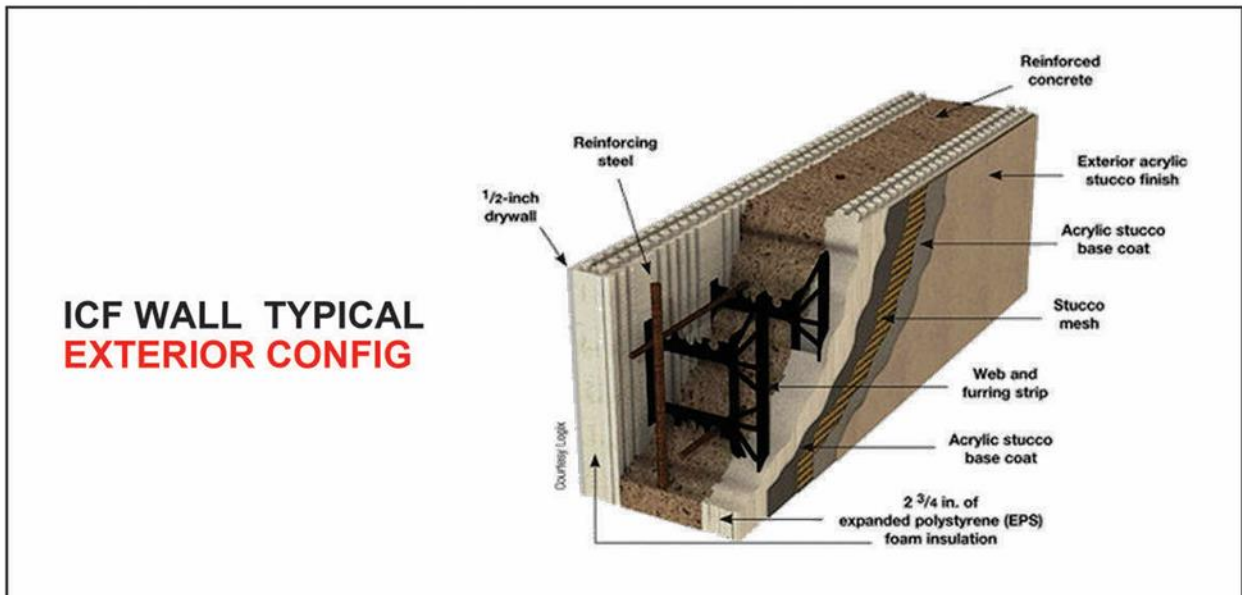 Reinforced
concrete
Reinforcing
steel
Exterior acrylic
stucco finish
1/2-inch
drywall
Acrylic stucco
base coat
ICF WALL TYPICAL
EXTERIOR CONFIG
Stucco
mesh
Web and
furring strip
Courtesy Logix
Acrylic stucco
base coat
2 3/4 in. of
expanded polystyrene (EPS)
foam insulation